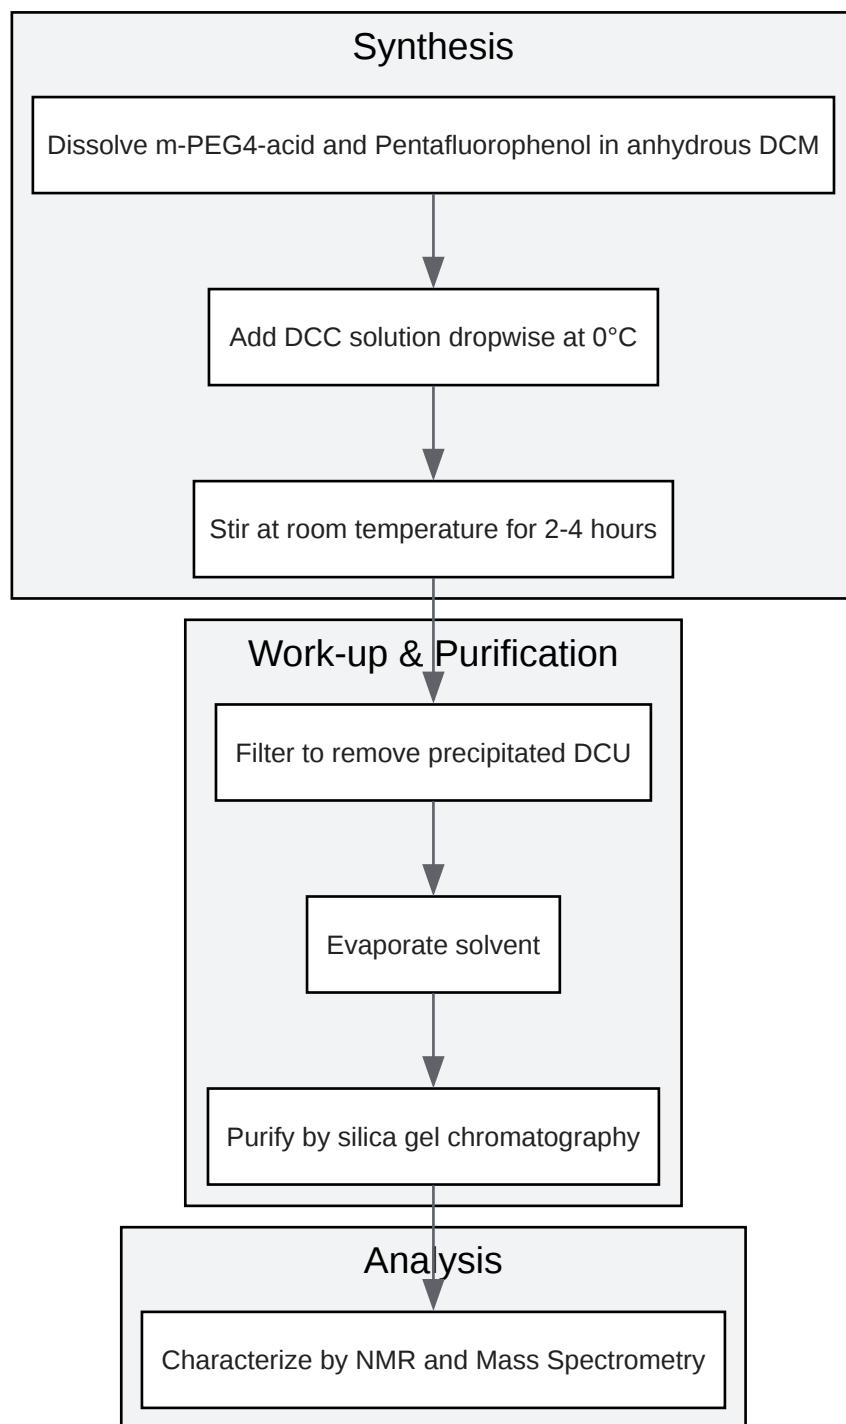 Synthesis
Dissolve m-PEG4-acid and Pentafluorophenol in anhydrous DCM
Add DCC solution dropwise at 0°C
Stir at room temperature for 2-4 hours
Work-up & Purification
Filter to remove precipitated DCU
Evaporate solvent
Purify by silica gel chromatography
Analysis
Characterize by NMR and Mass Spectrometry